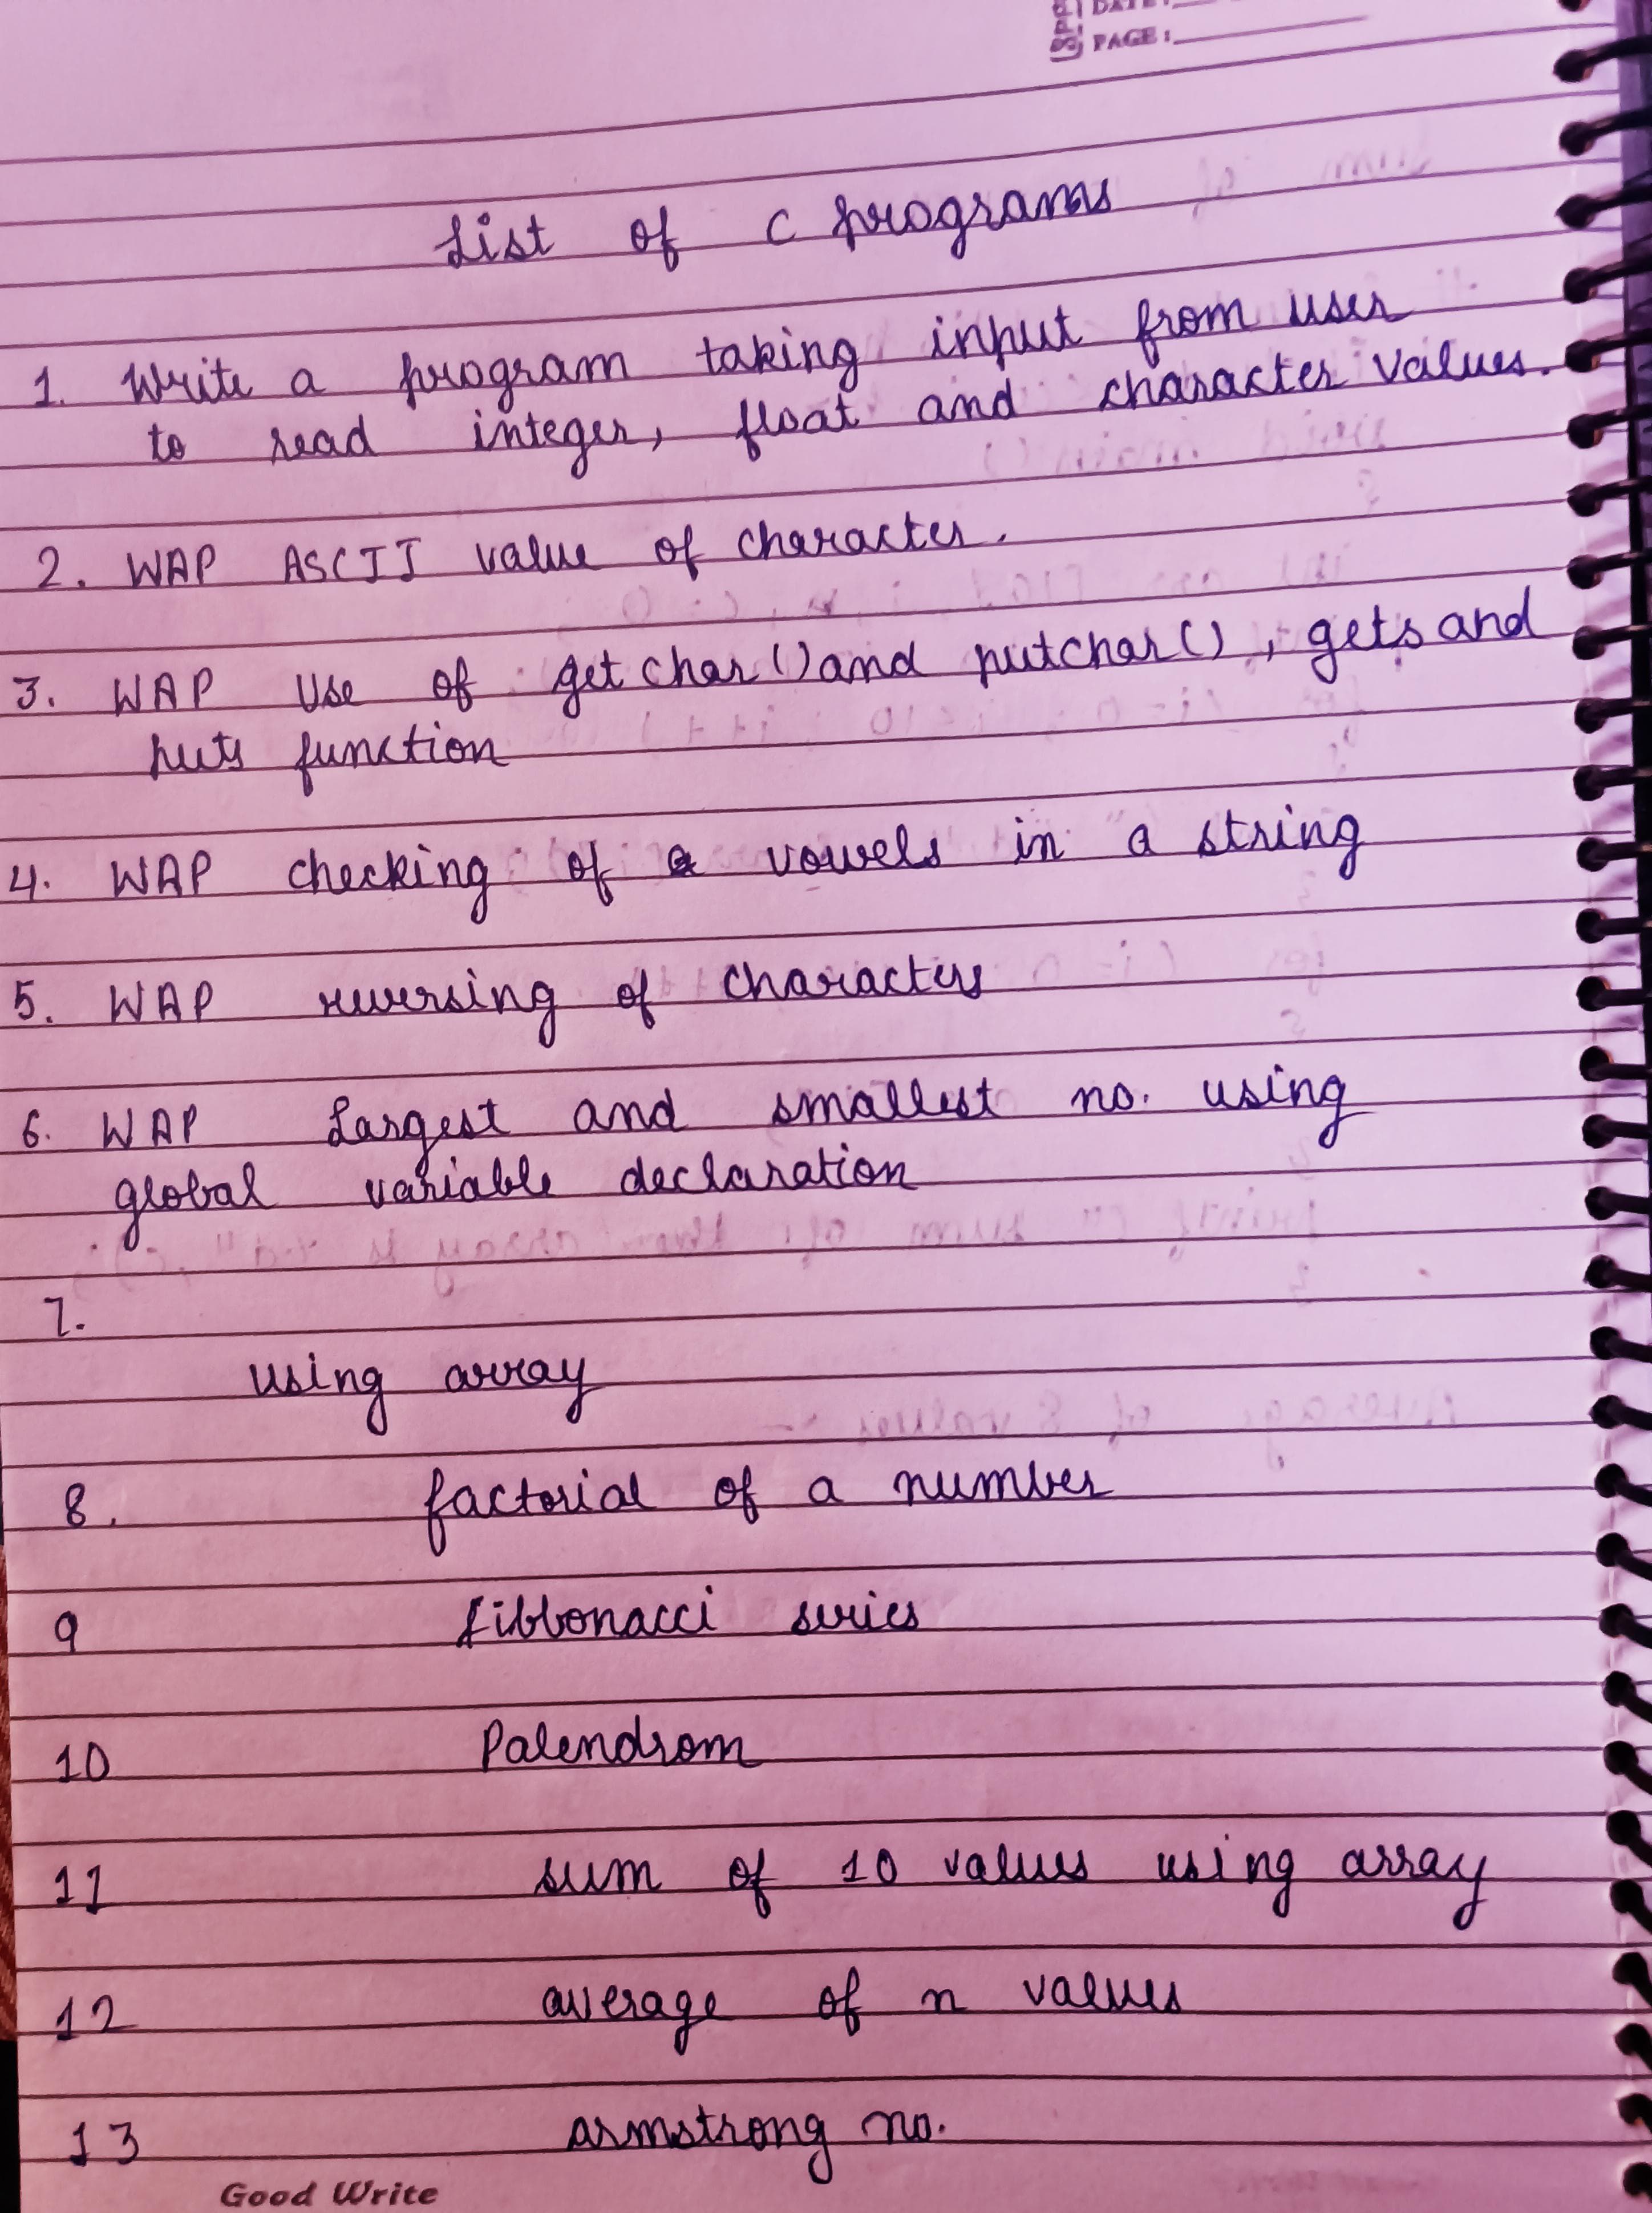 DATE:
PAGE:
List of C programs
1. Write a program taking input from user
to read integer, float and character values.
2. WAP ASCII value of character.
3. WAP Use of getchar() and putchar(), gets and
puts function
4. WAP checking of vowels in a string
5. WAP reversing of characters
6. WAP Largest and smallest no. using
global variable declaration
7.
using array
8. factorial of a number
9 fibbonacci series
10 Palendrom
11 sum of 10 values using array
12 average of n values
13 armstrong no.
Good Write